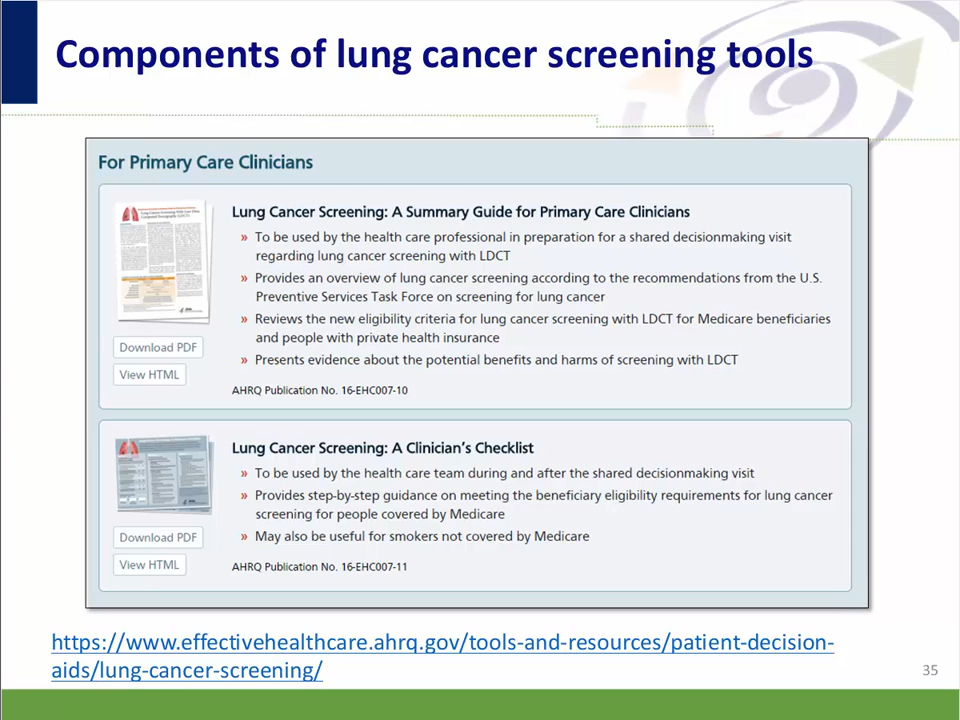 Components of lung cancer screening tools
For Primary Care Clinicians
Lung Cancer Screening: A Summary Guide for Primary Care Clinicians
» To be used by the health care professional in preparation for a shared decisionmaking visit
regarding lung cancer screening with LDCT
» Provides an overview of lung cancer screening according to the recommendations from the U.S.
Preventive Services Task Force on screening for lung cancer
» Reviews the new eligibility criteria for lung cancer screening with LDCT for Medicare beneficiaries
and people with private health insurance
» Presents evidence about the potential benefits and harms of screening with LDCT
Download PDF
View HTML
AHRQ Publication No. 16-EHC007-10
Lung Cancer Screening: A Clinician's Checklist
» To be used by the health care team during and after the shared decisionmaking visit
» Provides step-by-step guidance on meeting the beneficiary eligibility requirements for lung cancer
screening for people covered by Medicare
» May also be useful for smokers not covered by Medicare
Download PDF
View HTML
AHRQ Publication No. 16-EHC007-11
https://www.effectivehealthcare.ahrq.gov/tools-and-resources/patient-decision-
aids/lung-cancer-screening/
35